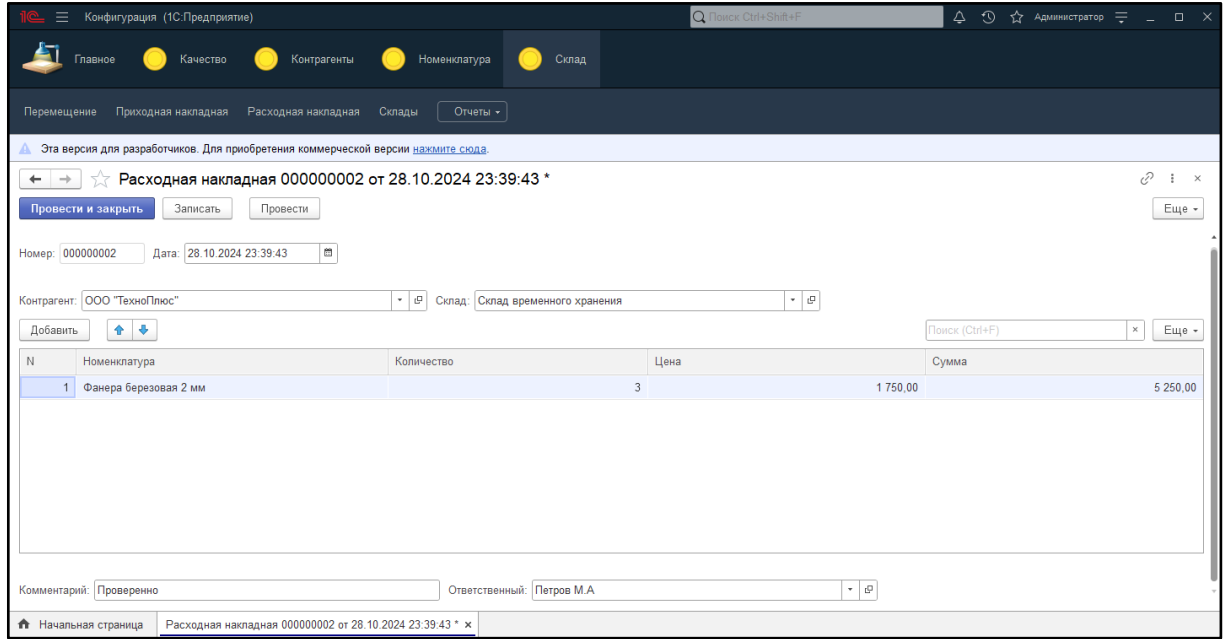 1С Конфигурация (1С:Предприятие) Поиск Ctrl+Shift+F Администратор
Главное Качество Контрагенты Номенклатура Склад
Перемещение Приходная накладная Расходная накладная Склады Отчеты
Эта версия для разработчиков. Для приобретения коммерческой версии нажмите сюда.
Расходная накладная 000000002 от 28.10.2024 23:39:43 *
Провести и закрыть Записать Провести Еще
Номер: 000000002 Дата: 28.10.2024 23:39:43
Контрагент: ООО "ТехноПлюс" Склад: Склад временного хранения
Добавить Поиск (Ctrl+F) × Еще
N Номенклатура Количество Цена Сумма
1 Фанера березовая 2 мм 3 1 750,00 5 250,00
Комментарий: Проверенно Ответственный: Петров М.А
Начальная страница Расходная накладная 000000002 от 28.10.2024 23:39:43 * ×